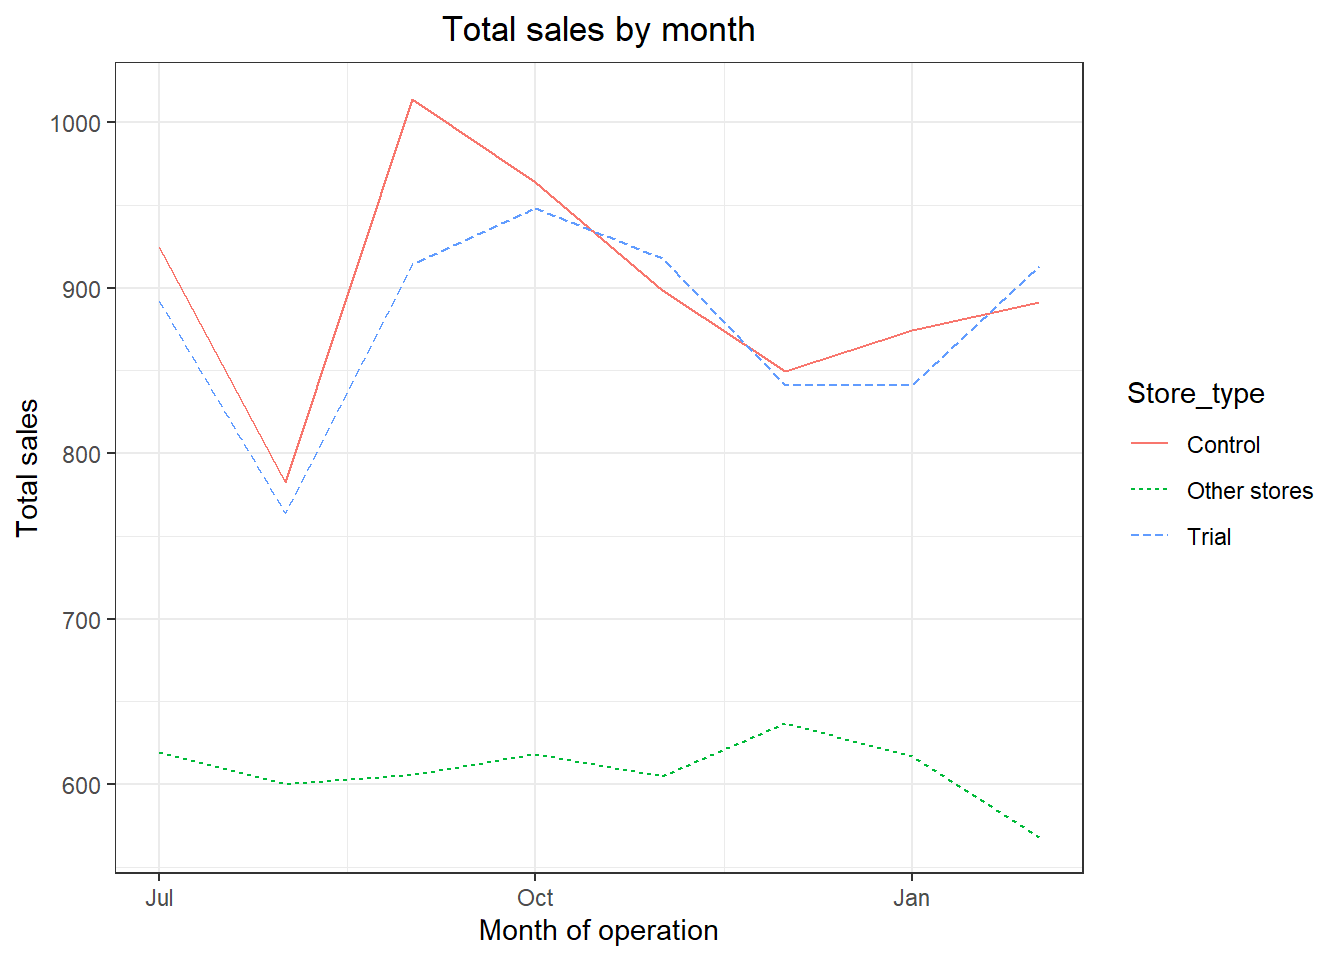 Total sales by month
Total sales
1000
900
800
700
600
Jul
Oct
Jan
Month of operation
Store_type
Control
Other stores
Trial